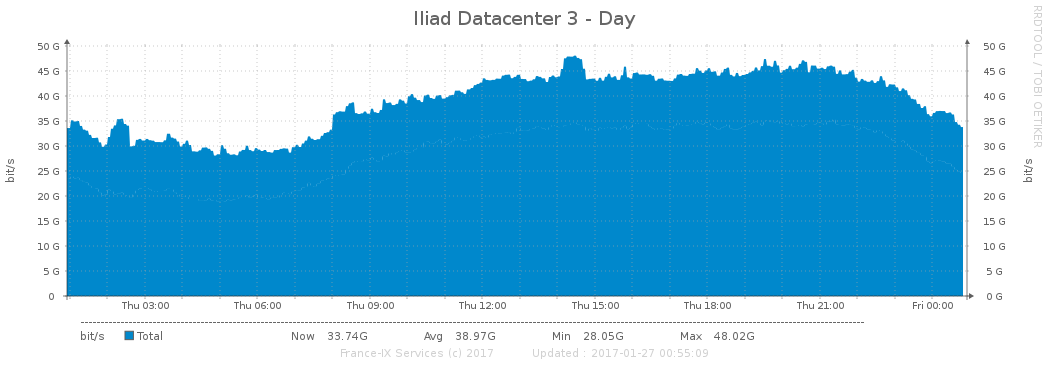 Iliad Datacenter 3 - Day
RRDTOOL / TOBI OETIKER
50 G 50 G
45 G 45 G
40 G 40 G
35 G 35 G
30 G 30 G
25 G 25 G
20 G 20 G
15 G 15 G
10 G 10 G
5 G 5 G
0 0 G
bit/s bit/s
Thu 03:00 Thu 06:00 Thu 09:00 Thu 12:00 Thu 15:00 Thu 18:00 Thu 21:00 Fri 00:00
bit/s Total Now 33.74G Avg 38.97G Min 28.05G Max 48.02G
France-IX Services (c) 2017 Updated : 2017-01-27 00:55:09